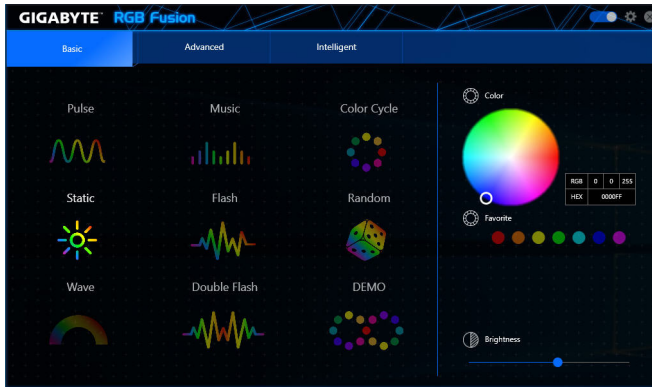 GIGABYTE™ RGB Fusion
Basic
Advanced
Intelligent
Pulse
Music
Color Cycle
Static
Flash
Random
Wave
Double Flash
DEMO
Color
RGB 0 0 255
HEX 0000FF
Favorite
Brightness